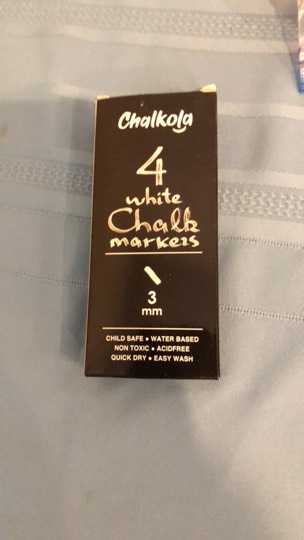 Chalkola
4
white
Chalk
markers
3
mm
CHILD SAFE • WATER BASED
NON TOXIC • ACIDFREE
QUICK DRY • EASY WASH